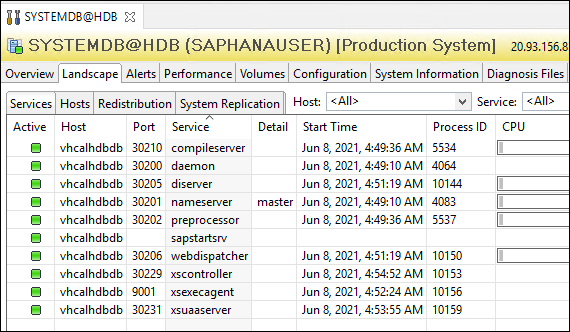 SYSTEMDB@HDB
SYSTEMDB@HDB (SAPHANAUSER) [Production System] 20.93.156.8
Overview Landscape Alerts Performance Volumes Configuration System Information Diagnosis Files
Services Hosts Redistribution System Replication Host: <All> Service: <All>
Active Host Port Service Detail Start Time Process ID CPU
vhcalhdbdb 30210 compileserver Jun 8, 2021, 4:49:36 AM 5534
vhcalhdbdb 30200 daemon Jun 8, 2021, 4:49:10 AM 4064
vhcalhdbdb 30205 diserver Jun 8, 2021, 4:51:19 AM 10144
vhcalhdbdb 30201 nameserver master Jun 8, 2021, 4:49:10 AM 4083
vhcalhdbdb 30202 preprocessor Jun 8, 2021, 4:49:36 AM 5537
vhcalhdbdb sapstartsrv
vhcalhdbdb 30206 webdispatcher Jun 8, 2021, 4:51:19 AM 10150
vhcalhdbdb 30229 xscontroller Jun 8, 2021, 4:54:52 AM 10153
vhcalhdbdb 9001 xsexecagent Jun 8, 2021, 4:52:24 AM 10156
vhcalhdbdb 30231 xsuaaserver Jun 8, 2021, 4:53:55 AM 10159